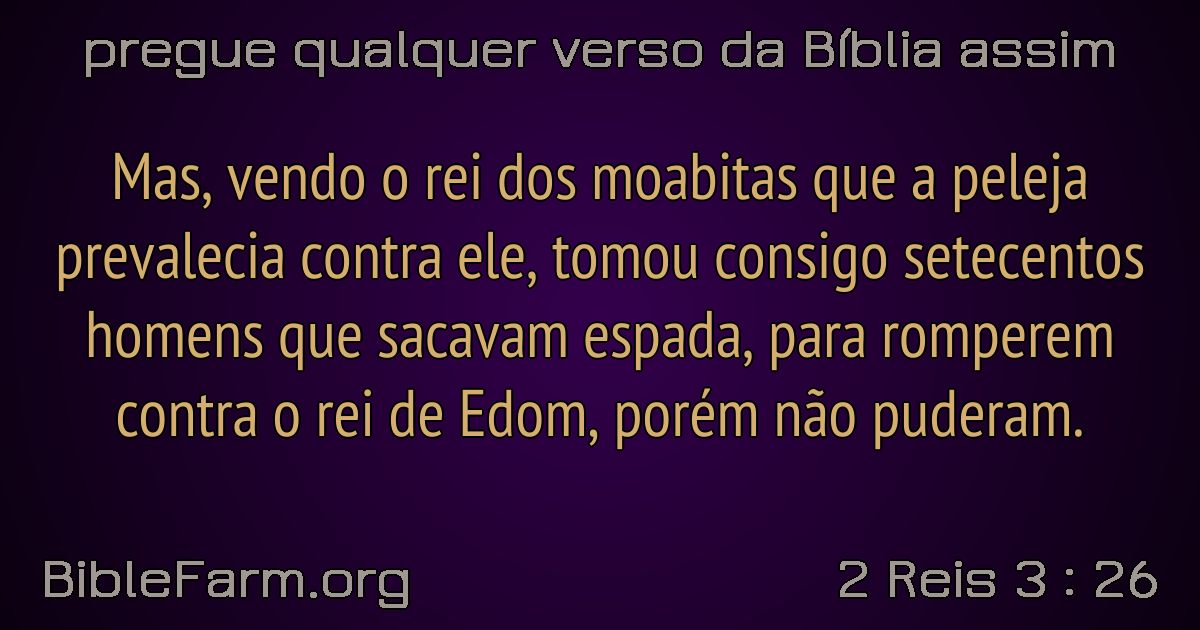 pregue qualquer verso da Bíblia assim
Mas, vendo o rei dos moabitas que a peleja
prevalecia contra ele, tomou consigo setecentos
homens que sacavam espada, para romperem
contra o rei de Edom, porém não puderam.
BibleFarm.org
2 Reis 3 : 26